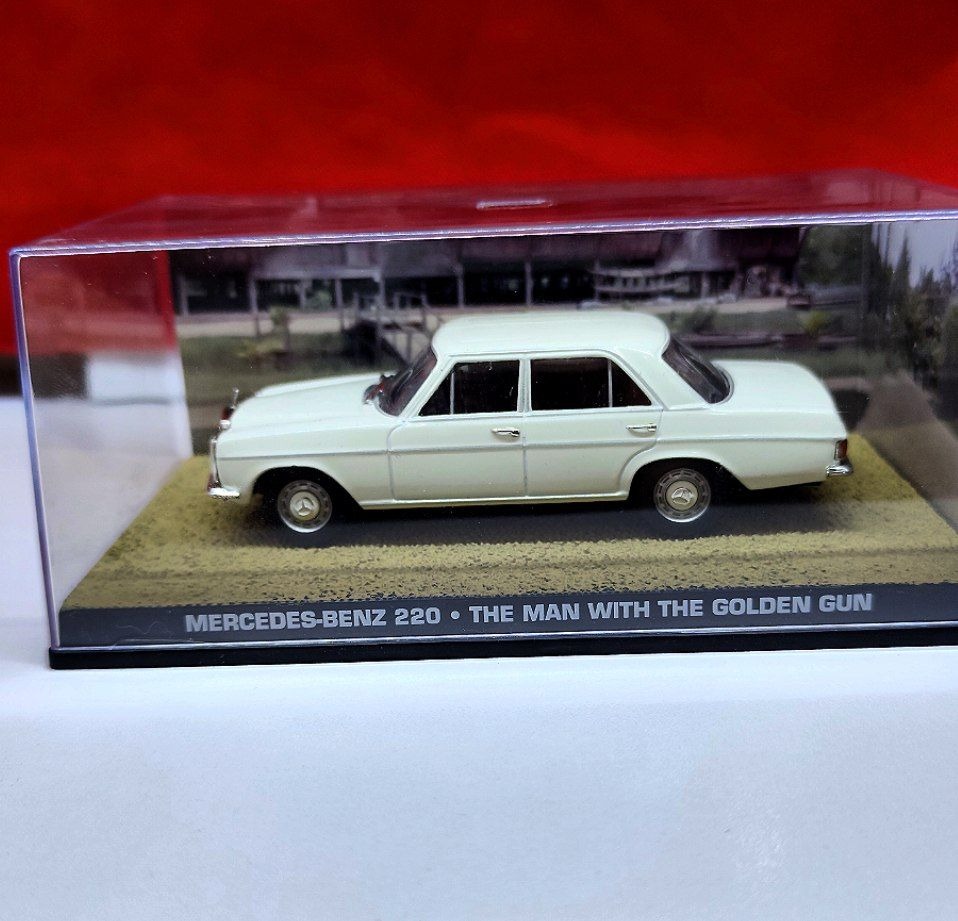 MERCEDES-BENZ 220 • THE MAN WITH THE GOLDEN GUN